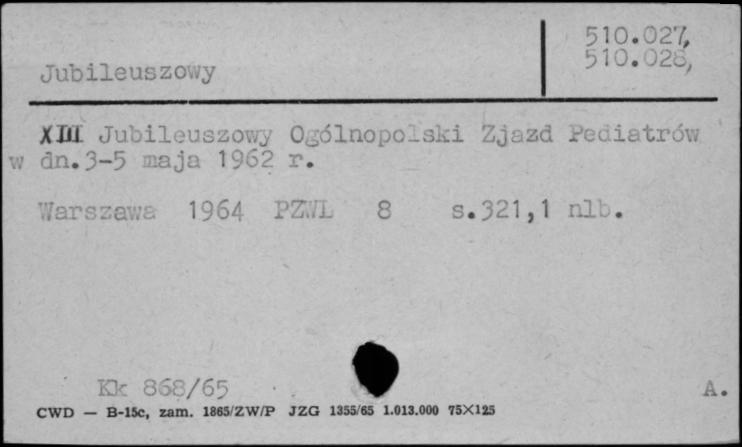 510.027,
510.028,
Jubileuszowy
XIII Jubileuszowy Ogólnopolski Zjazd Pediatrów
w dn.3-5 maja 1962 r.
Warszawa 1964 PZWL 8 s.321,1 nlb.
Kk 868/65 A.
CWD — B-15c, zam. 1865/ZW/P JZG 1355/65 1.013.000 75X125